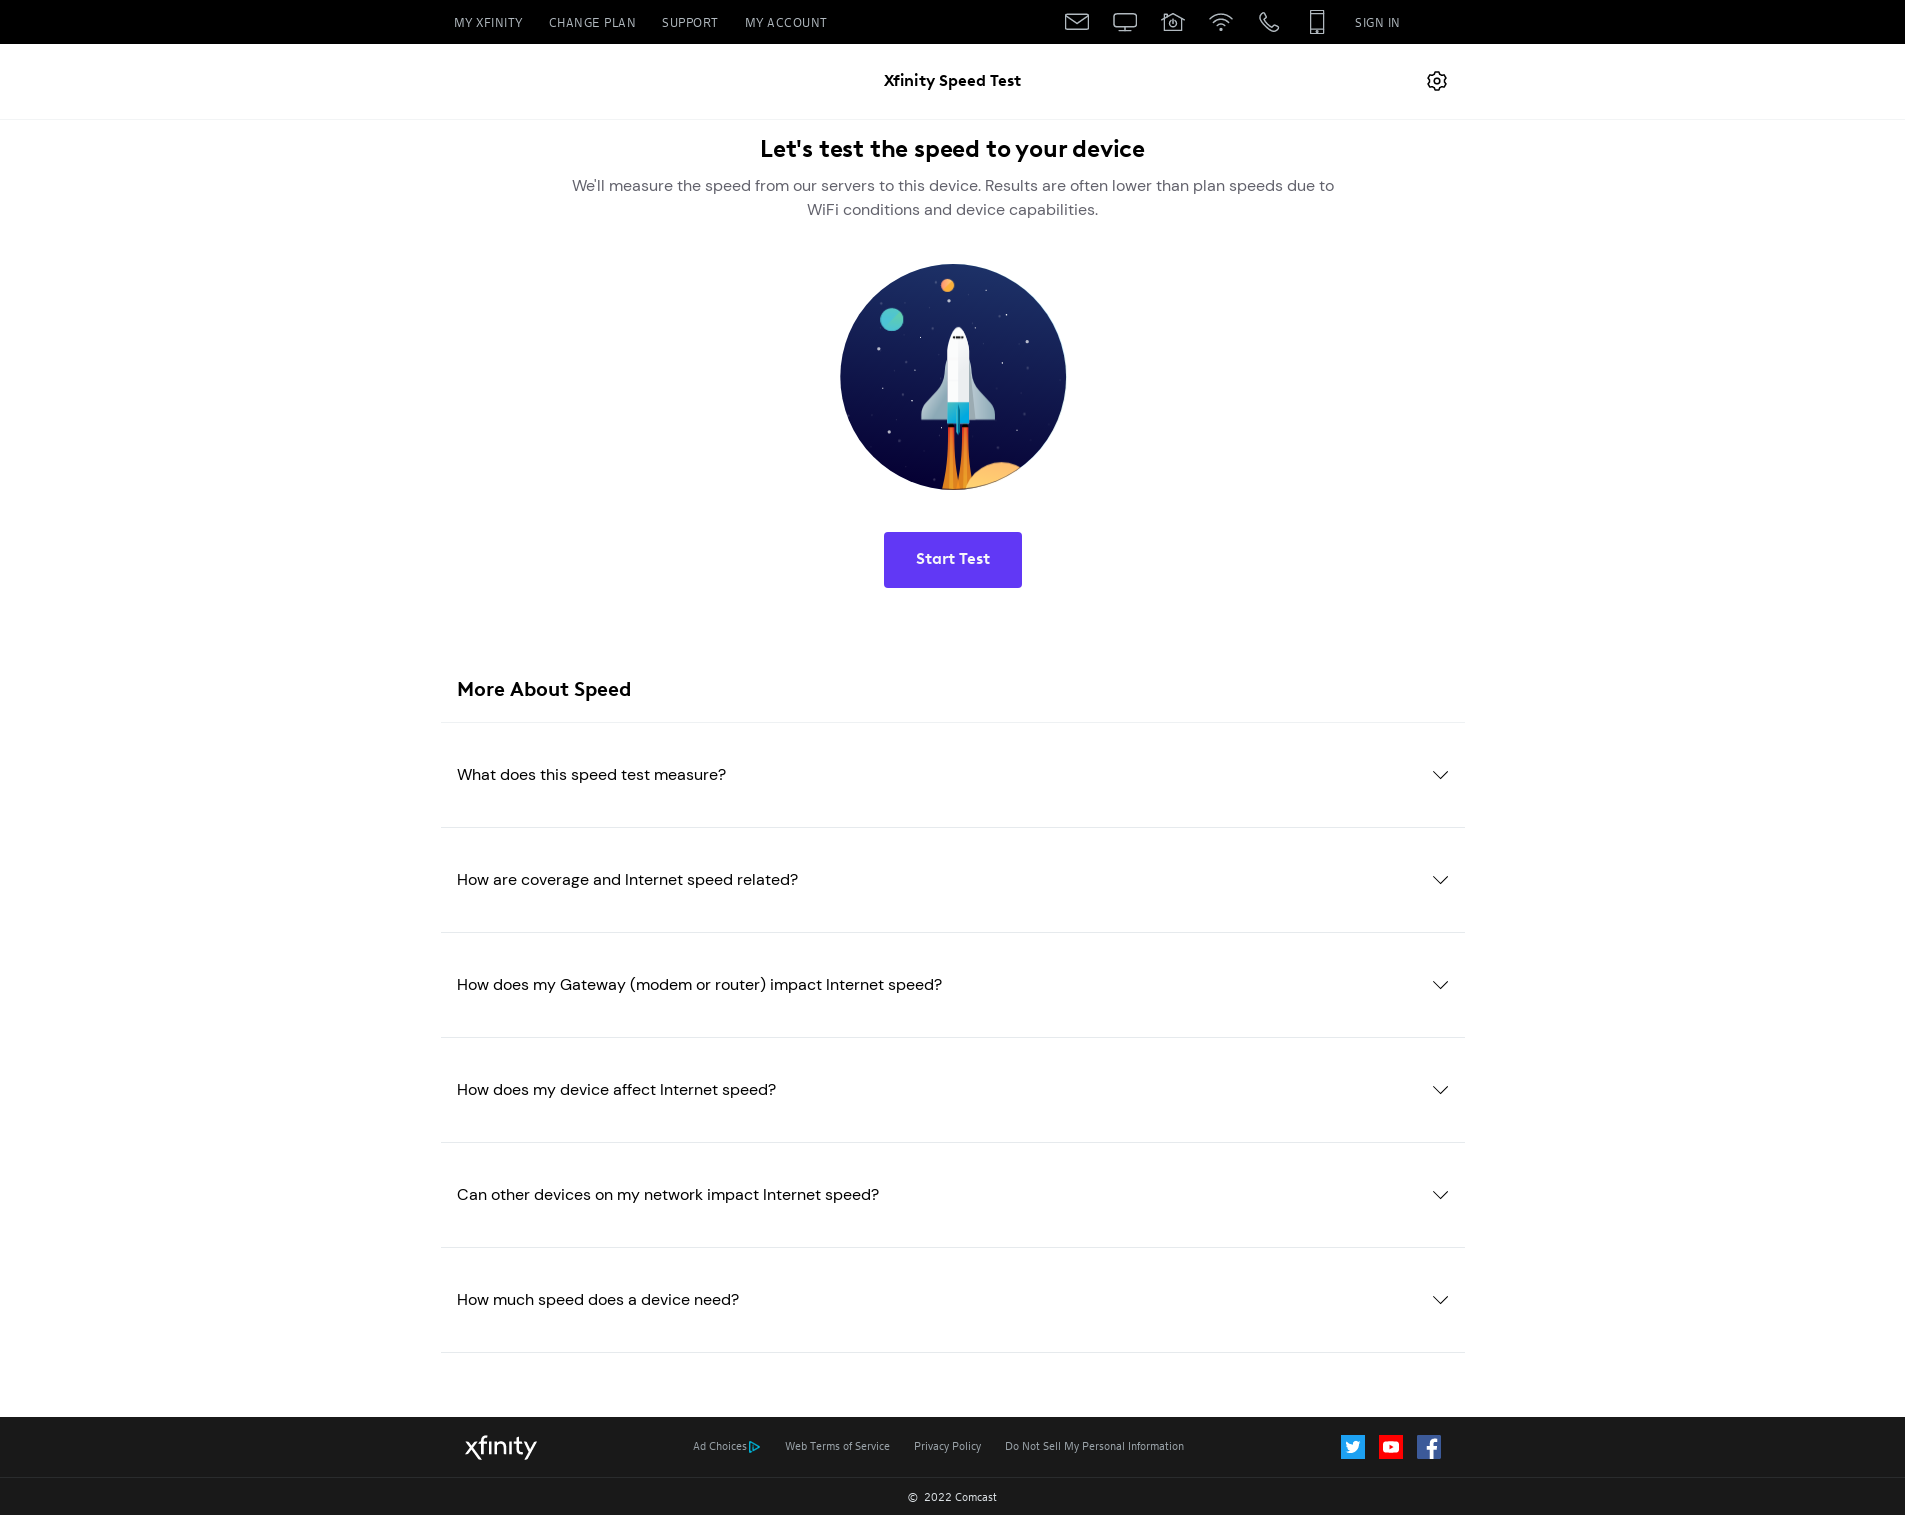 MY XFINITY CHANGE PLAN SUPPORT MY ACCOUNT SIGN IN
Xfinity Speed Test
Let's test the speed to your device
We'll measure the speed from our servers to this device. Results are often lower than plan speeds due to
WiFi conditions and device capabilities.
Start Test
More About Speed
What does this speed test measure?
How are coverage and Internet speed related?
How does my Gateway (modem or router) impact Internet speed?
How does my device affect Internet speed?
Can other devices on my network impact Internet speed?
How much speed does a device need?
xfinity Ad Choices Web Terms of Service Privacy Policy Do Not Sell My Personal Information
© 2022 Comcast